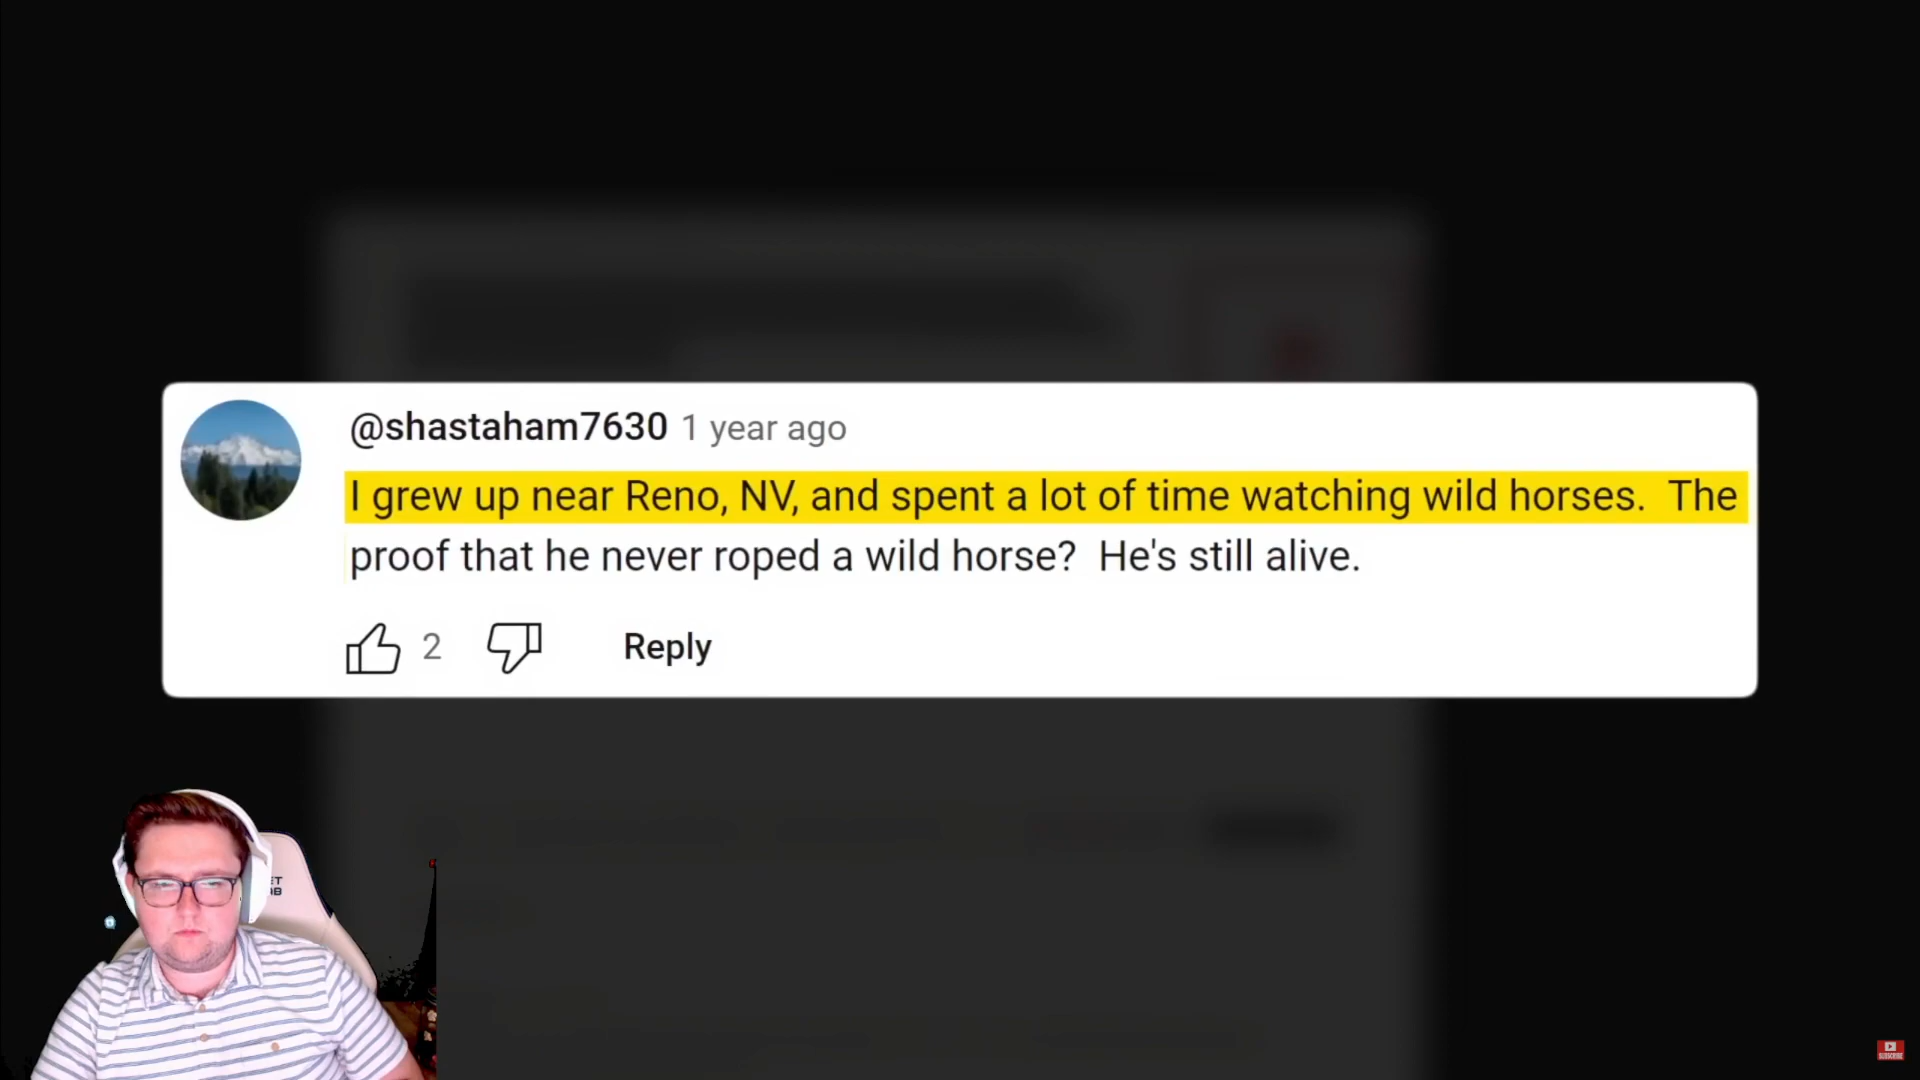 @shastaham7630 1 year ago
I grew up near Reno, NV, and spent a lot of time watching wild horses. The
proof that he never roped a wild horse? He's still alive.
2 Reply
SUBSCRIBE